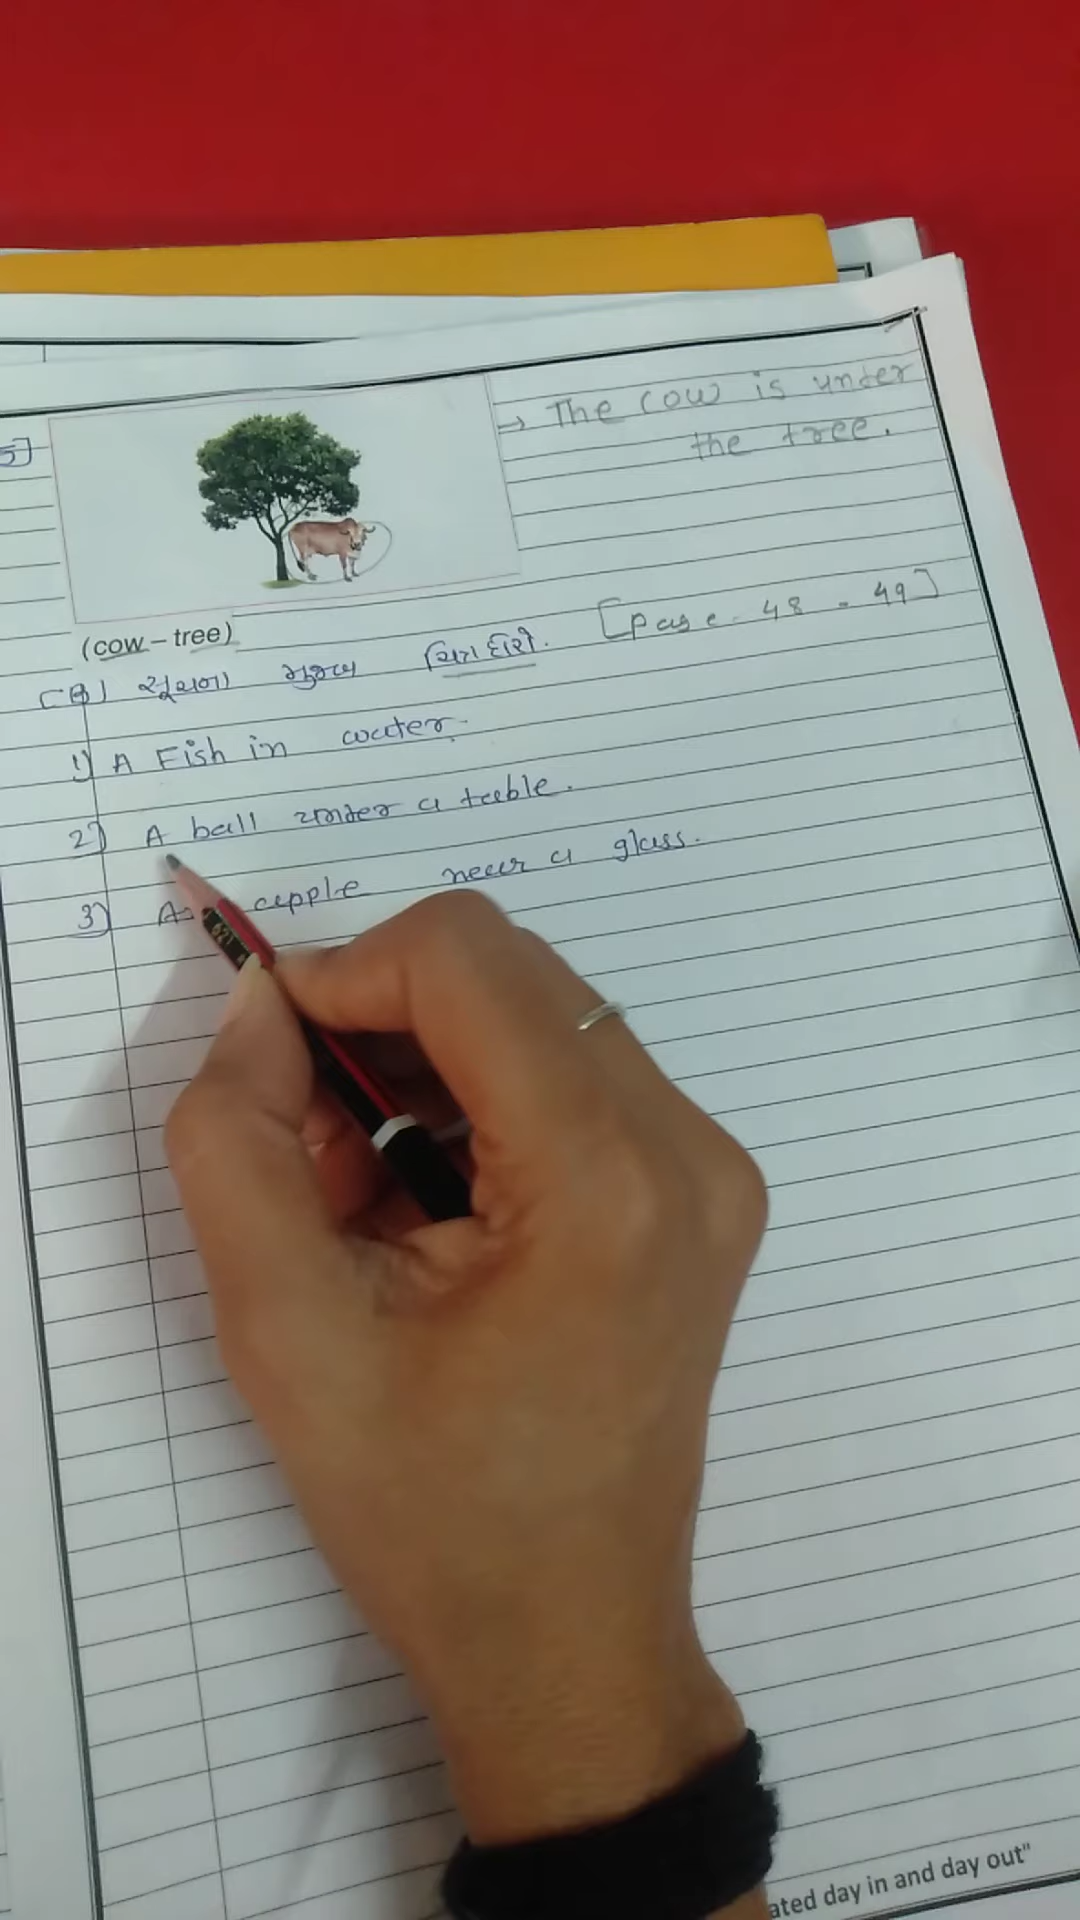 5]
→ The cow is under
the tree.
(cow – tree)
(B) સૂચના મુજબ ચિત્ર દોરો. [Page - 48 - 49]
1) A Fish in water.
2) A ball under a table.
3) An apple near a glass.
ated day in and day out"